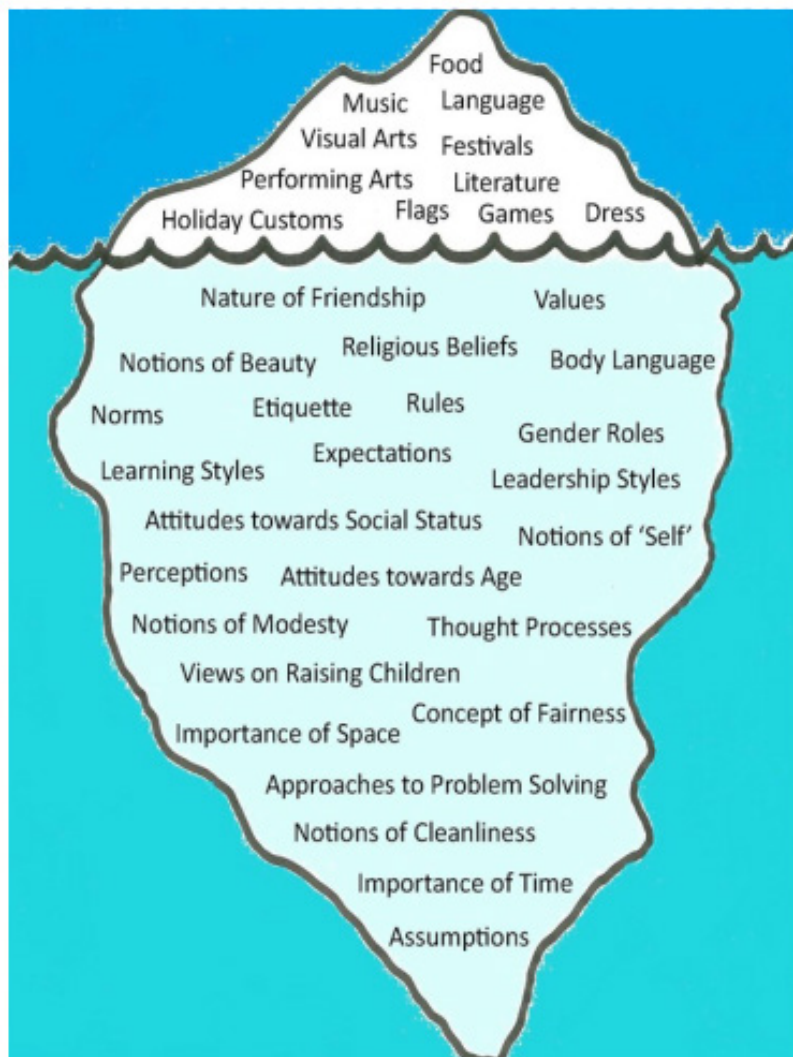 Food
Music Language
Visual Arts Festivals
Performing Arts Literature
Holiday Customs Flags Games Dress
Nature of Friendship Values
Notions of Beauty Religious Beliefs Body Language
Norms Etiquette Rules
Expectations Gender Roles
Learning Styles Leadership Styles
Attitudes towards Social Status Notions of ‘Self’
Perceptions Attitudes towards Age
Notions of Modesty Thought Processes
Views on Raising Children
Importance of Space Concept of Fairness
Approaches to Problem Solving
Notions of Cleanliness
Importance of Time
Assumptions